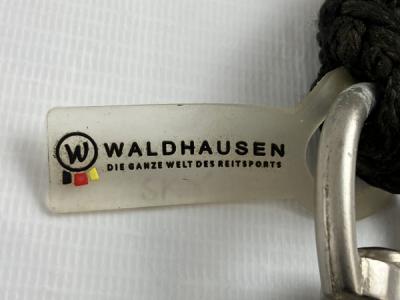 W WALDHAUSEN
DIE GANZE WELT DES REITSPORTS